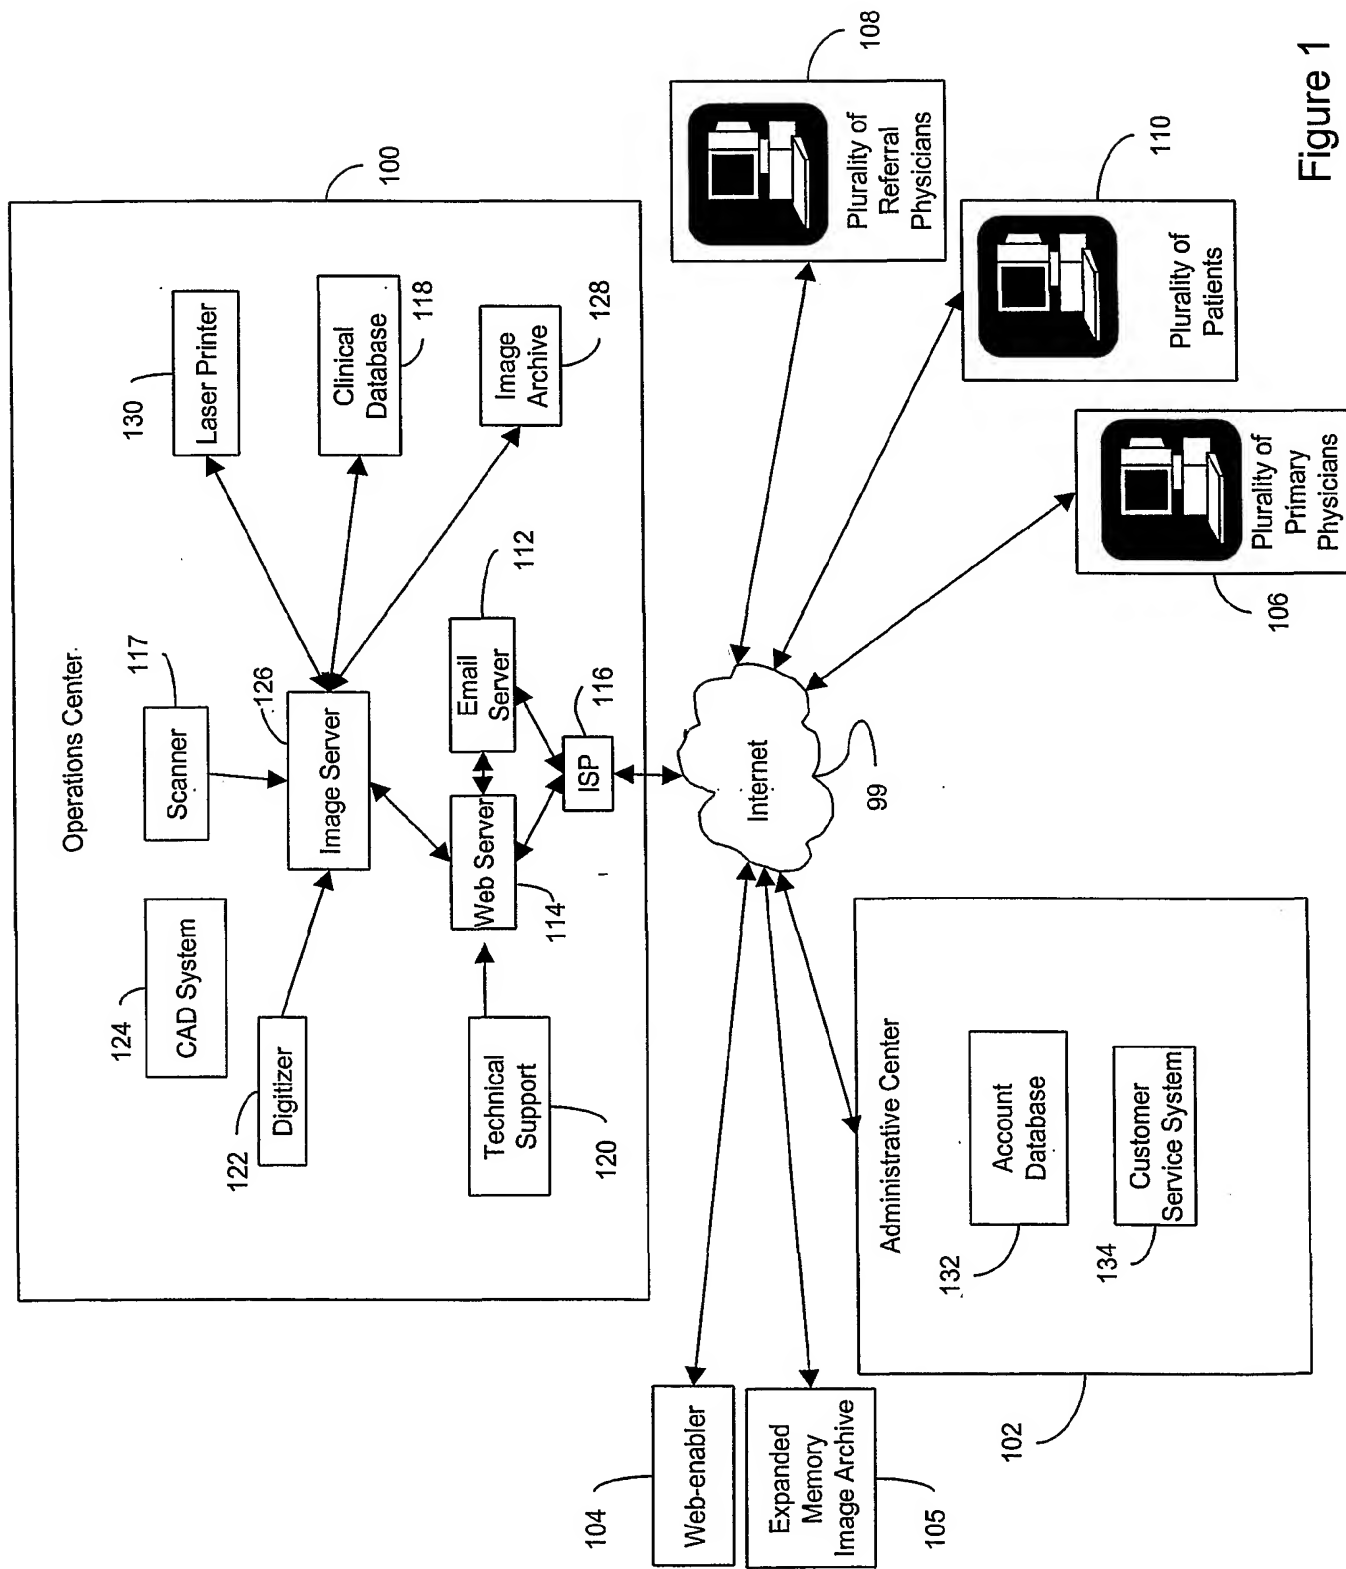 Operations Center
100
124
CAD System
117
Scanner
130
Laser Printer
122
Digitizer
126
Image Server
Clinical
Database
118
Technical
Support
120
Web Server
114
Email
Server
112
Image
Archive
128
ISP
116
Internet
99
104
Web-enabler
Expanded
Memory
Image Archive
105
Administrative Center
102
132
Account
Database
134
Customer
Service System
108
Plurality of
Referral
Physicians
110
Plurality of
Patients
Plurality of
Primary
Physicians
106
Figure 1